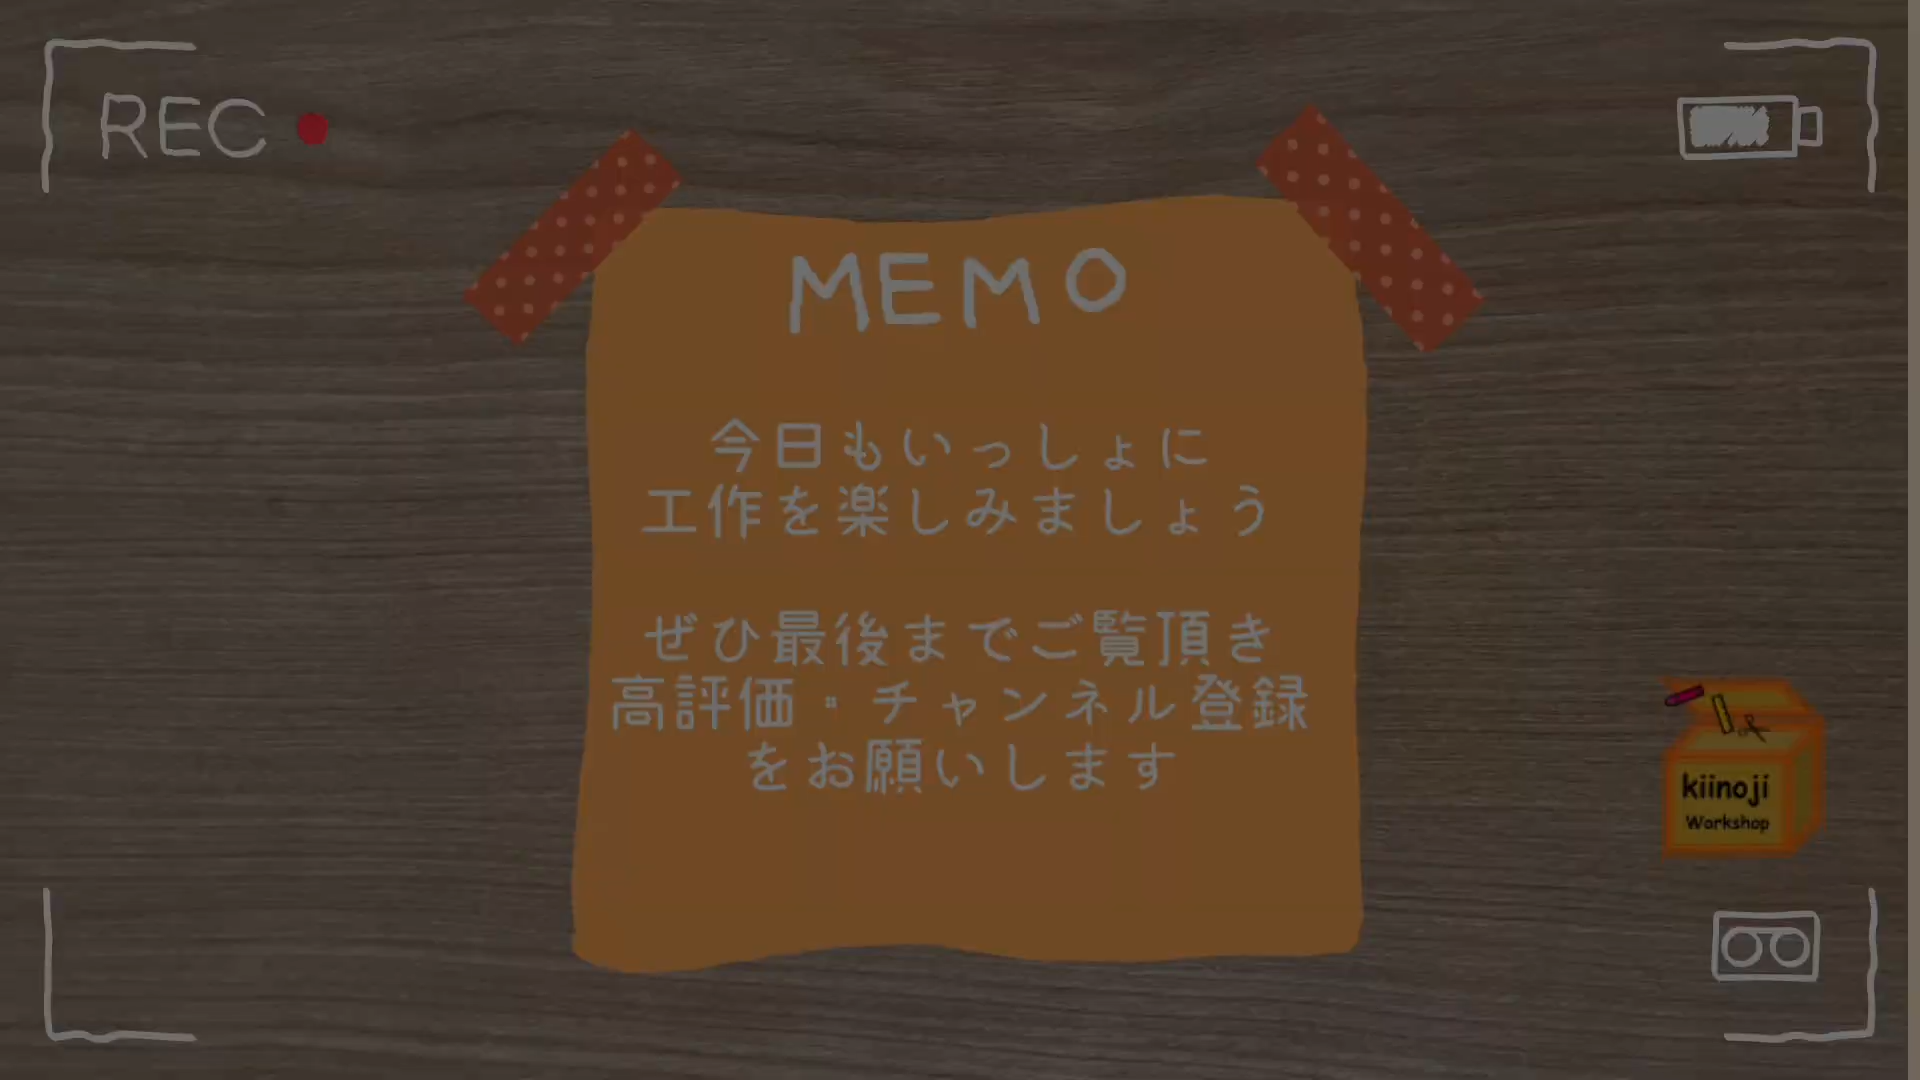 REC
MEMO
今日もいっしょに
工作を楽しみましょう
ぜひ最後までご覧頂き
高評価・チャンネル登録
をお願いします
kiinoji
Workshop